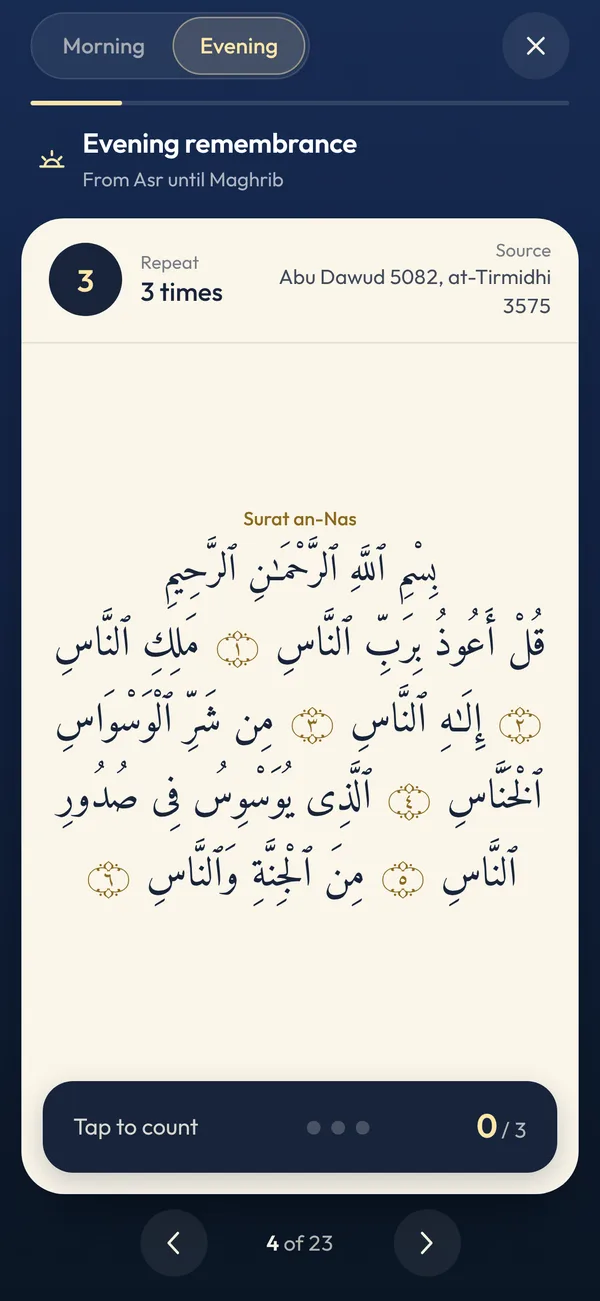 Morning
Evening
Evening remembrance
From Asr until Maghrib
3
Repeat
3 times
Source
Abu Dawud 5082, at-Tirmidhi
3575
Surat an-Nas
بِسْمِ ٱللَّهِ ٱلرَّحْمَـٰنِ ٱلرَّحِيمِ
قُلْ أَعُوذُ بِرَبِّ ٱلنَّاسِ ١ مَلِكِ ٱلنَّاسِ
٢ إِلَـٰهِ ٱلنَّاسِ ٣ مِن شَرِّ ٱلْوَسْوَاسِ
ٱلْخَنَّاسِ ٤ ٱلَّذِى يُوَسْوِسُ فِى صُدُورِ
ٱلنَّاسِ ٥ مِنَ ٱلْجِنَّةِ وَٱلنَّاسِ ٦
Tap to count
0 / 3
4 of 23